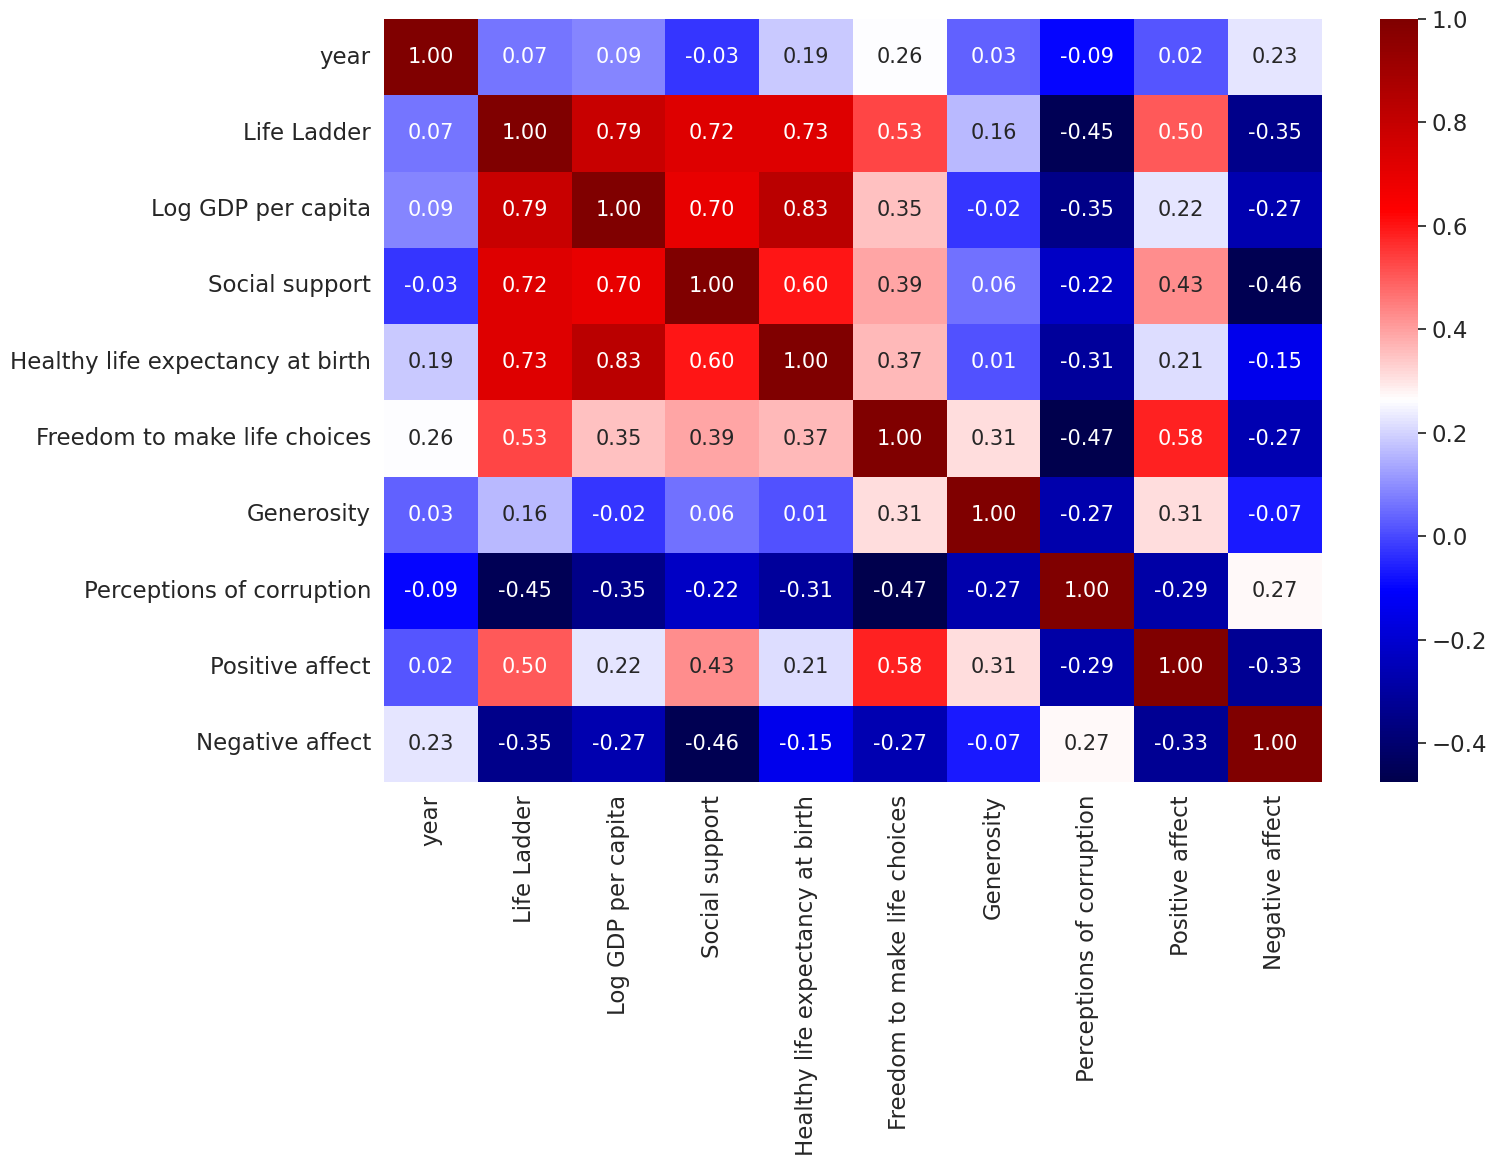 year 1.00 0.07 0.09 -0.03 0.19 0.26 0.03 -0.09 0.02 0.23
Life Ladder 0.07 1.00 0.79 0.72 0.73 0.53 0.16 -0.45 0.50 -0.35
Log GDP per capita 0.09 0.79 1.00 0.70 0.83 0.35 -0.02 -0.35 0.22 -0.27
Social support -0.03 0.72 0.70 1.00 0.60 0.39 0.06 -0.22 0.43 -0.46
Healthy life expectancy at birth 0.19 0.73 0.83 0.60 1.00 0.37 0.01 -0.31 0.21 -0.15
Freedom to make life choices 0.26 0.53 0.35 0.39 0.37 1.00 0.31 -0.47 0.58 -0.27
Generosity 0.03 0.16 -0.02 0.06 0.01 0.31 1.00 -0.27 0.31 -0.07
Perceptions of corruption -0.09 -0.45 -0.35 -0.22 -0.31 -0.47 -0.27 1.00 -0.29 0.27
Positive affect 0.02 0.50 0.22 0.43 0.21 0.58 0.31 -0.29 1.00 -0.33
Negative affect 0.23 -0.35 -0.27 -0.46 -0.15 -0.27 -0.07 0.27 -0.33 1.00
year
Life Ladder
Log GDP per capita
Social support
Healthy life expectancy at birth
Freedom to make life choices
Generosity
Perceptions of corruption
Positive affect
Negative affect
1.0
0.8
0.6
0.4
0.2
0.0
−0.2
−0.4